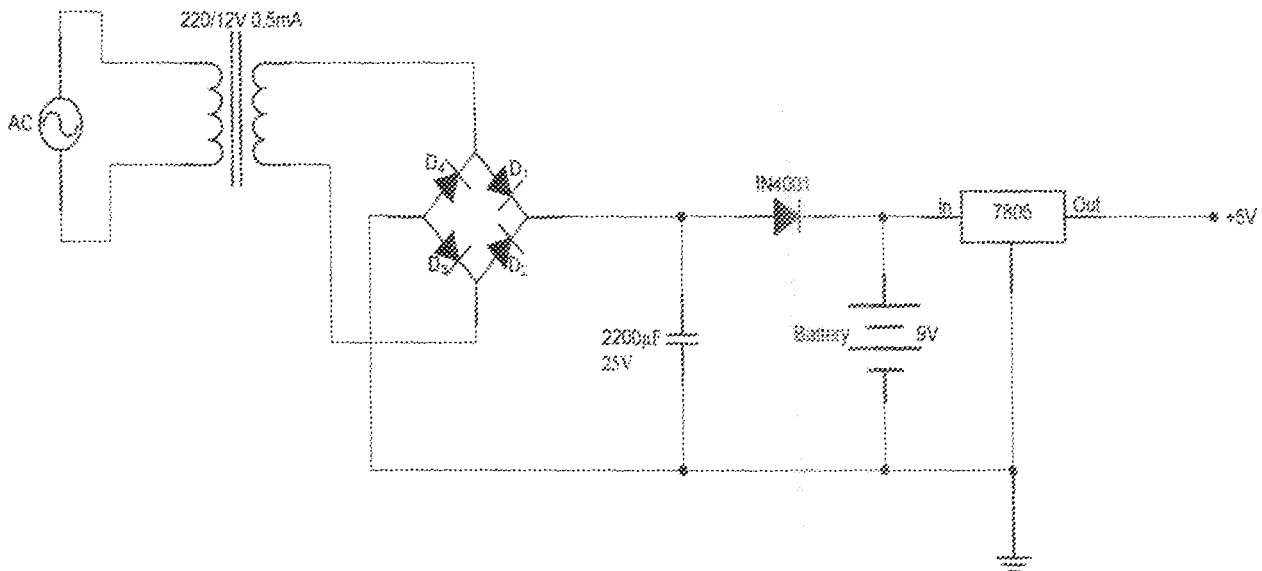 220/12V 0.5mA
AC
D₄
D₁
D₃
D₂
IN4001
In
7805
Out
+5V
2200µF
25V
Battery
9V